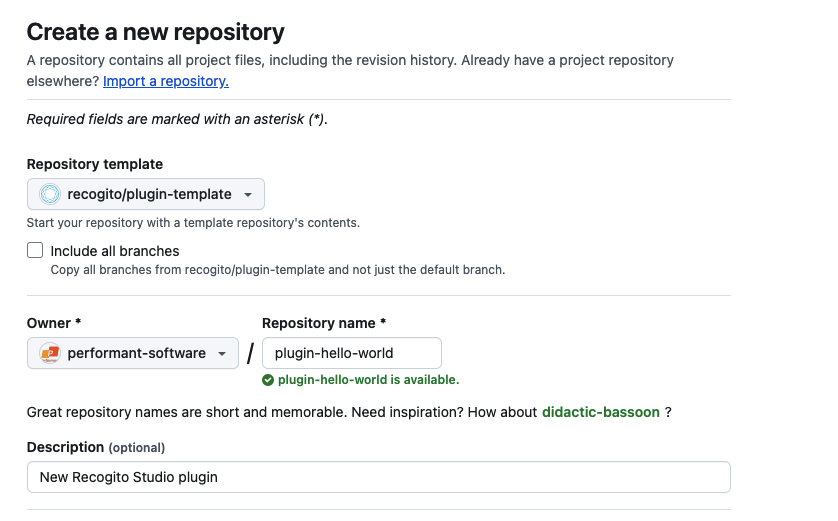 Create a new repository
A repository contains all project files, including the revision history. Already have a project repository
elsewhere? Import a repository.
Required fields are marked with an asterisk (*).
Repository template
recogito/plugin-template
Start your repository with a template repository's contents.
Include all branches
Copy all branches from recogito/plugin-template and not just the default branch.
Owner * Repository name *
performant-software / plugin-hello-world
plugin-hello-world is available.
Great repository names are short and memorable. Need inspiration? How about didactic-bassoon ?
Description (optional)
New Recogito Studio plugin